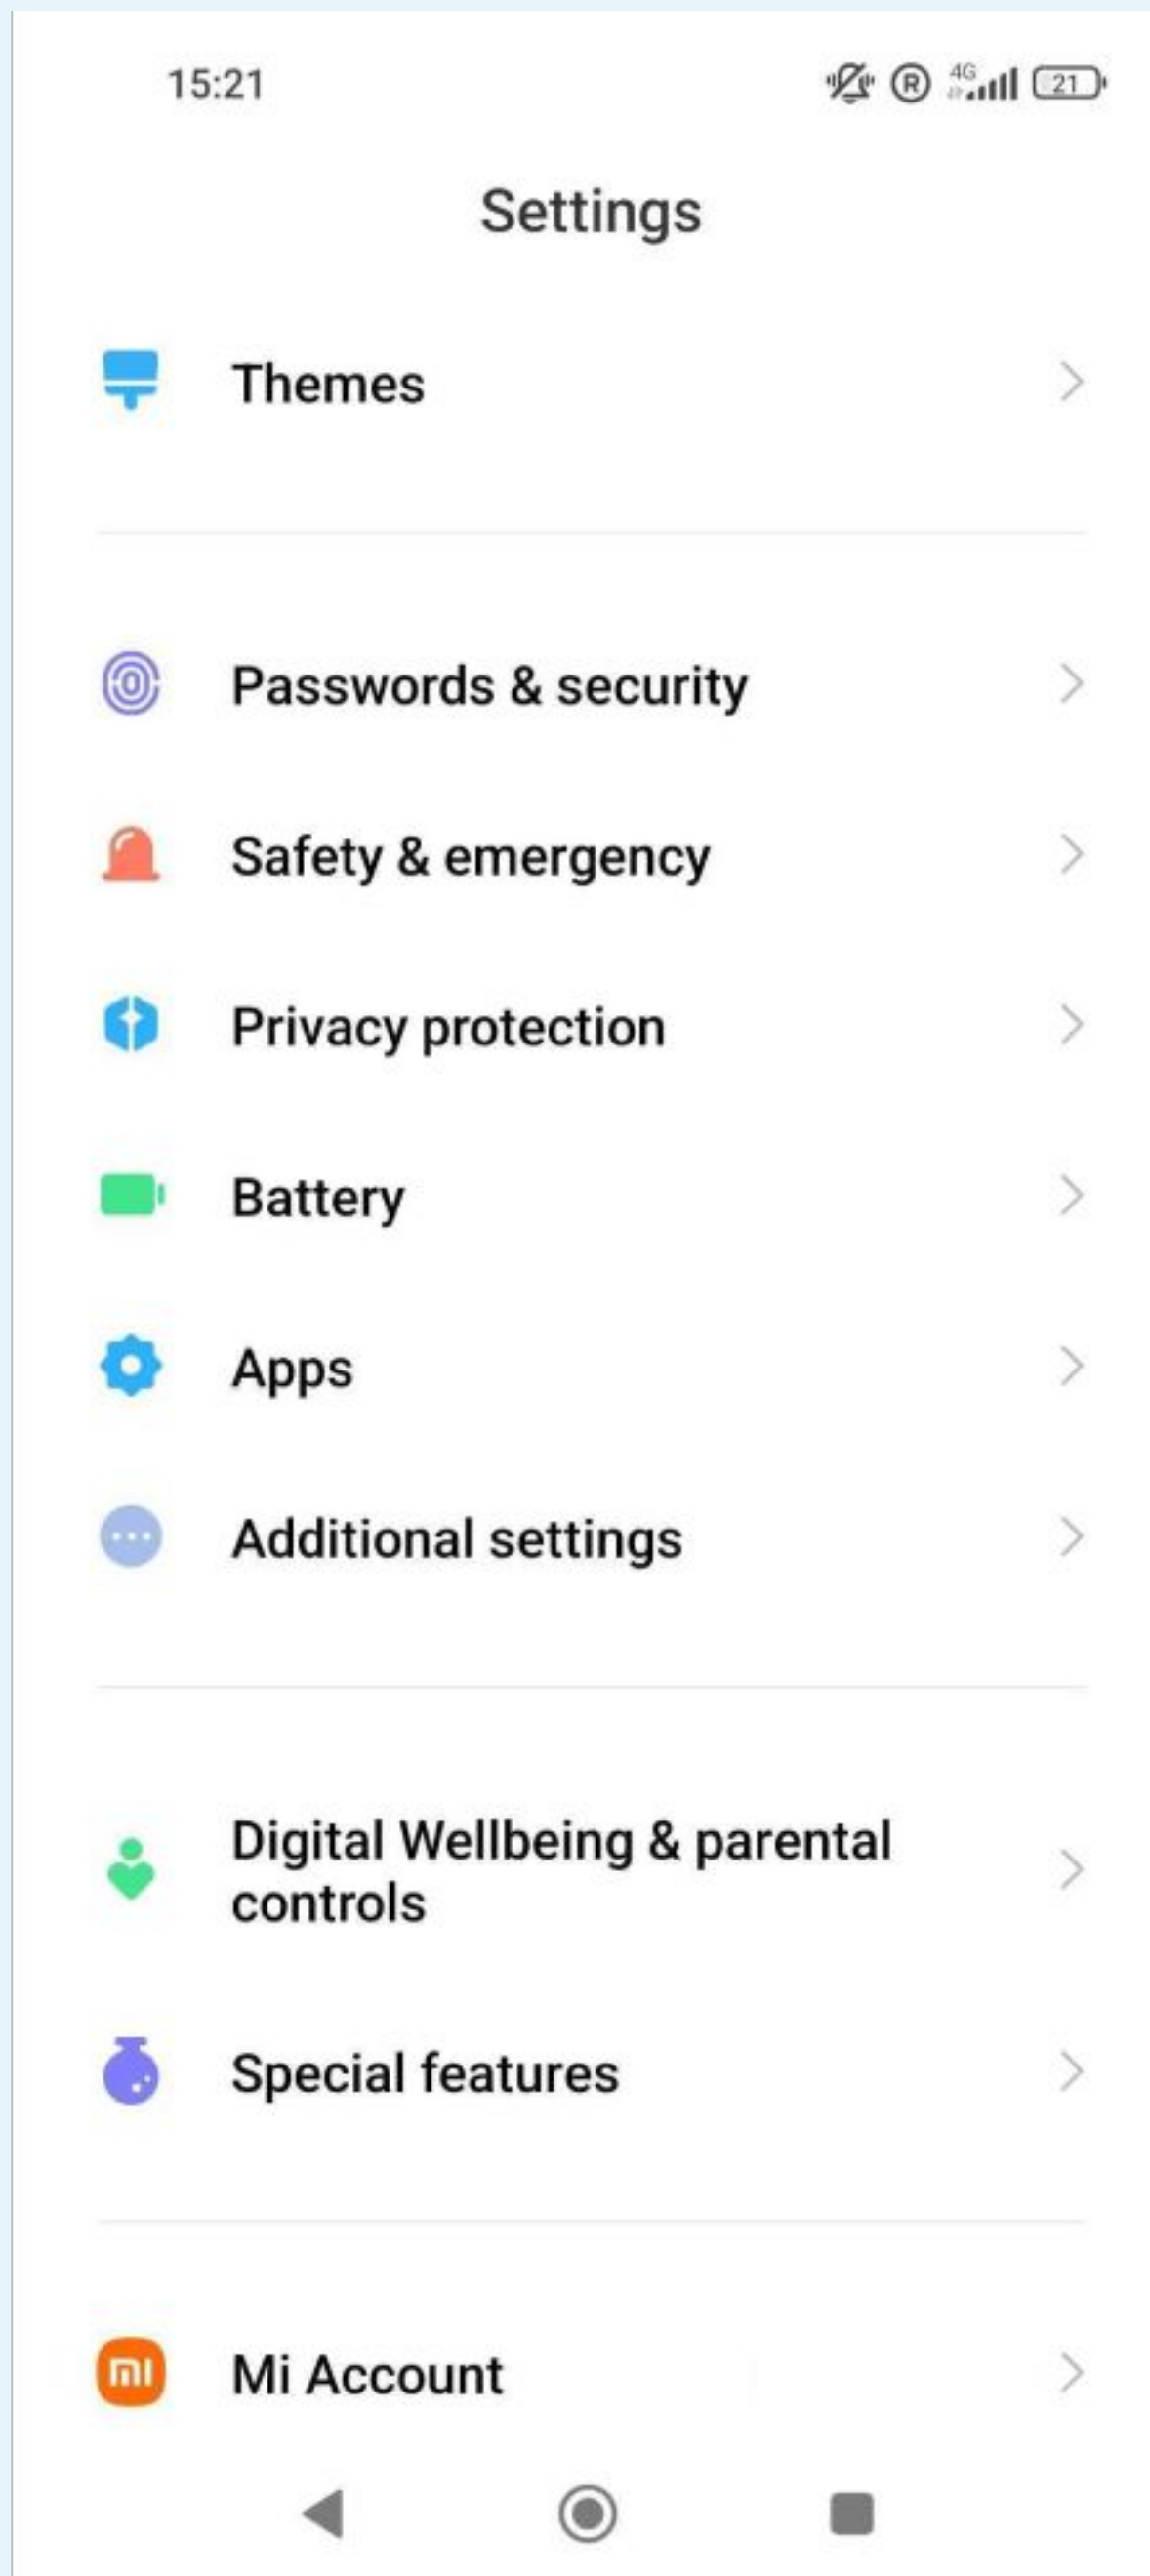 15:21
R 4G 21
Settings
Themes
Passwords & security
Safety & emergency
Privacy protection
Battery
Apps
Additional settings
Digital Wellbeing & parental
controls
Special features
mi Mi Account